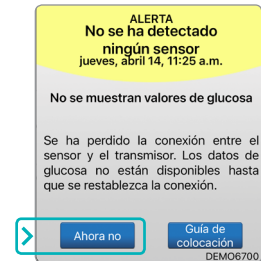 ALERTA
No se ha detectado
ningún sensor
jueves, abril 14, 11:25 a.m.
No se muestran valores de glucosa
Se ha perdido la conexión entre el
sensor y el transmisor. Los datos de
glucosa no están disponibles hasta
que se restablezca la conexión.
Ahora no
Guía de
colocación
DEMO6700